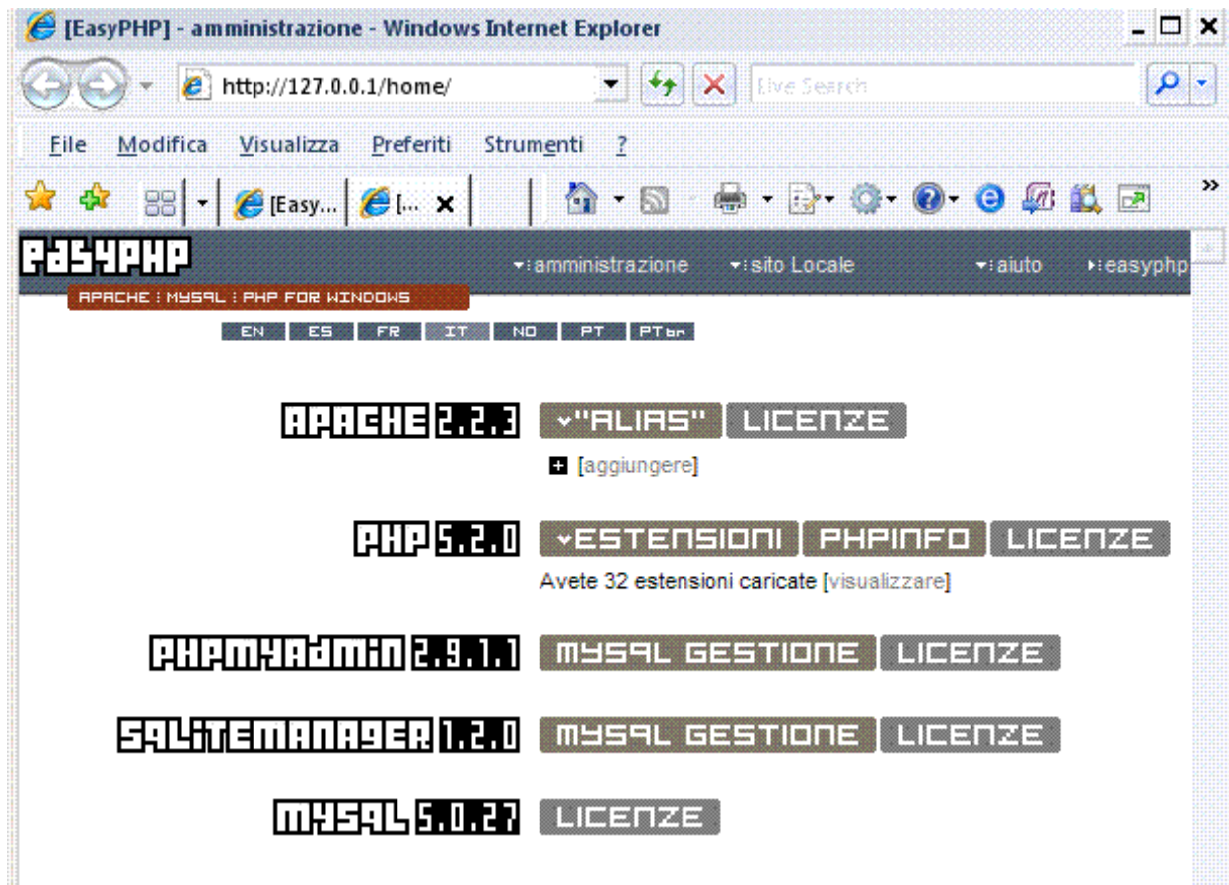 [EasyPHP] - amministrazione - Windows Internet Explorer
http://127.0.0.1/home/
Live Search
File Modifica Visualizza Preferiti Strumenti ?
[Easy... [... 
easyphp
amministrazione sito Locale aiuto easyphp
APACHE : MYSQL : PHP FOR WINDOWS
EN ES FR IT NO PT PTbr
APACHE 2.2.3 "ALIAS" LICENZE
[aggiungere]
PHP 5.2.0 ESTENSIONI PHPINFO LICENZE
Avete 32 estensioni caricate [visualizzare]
PHPMYADMIN 2.9.1.1 MYSQL GESTIONE LICENZE
SQLITEMANAGER 1.2.0 MYSQL GESTIONE LICENZE
MYSQL 5.0.27 LICENZE